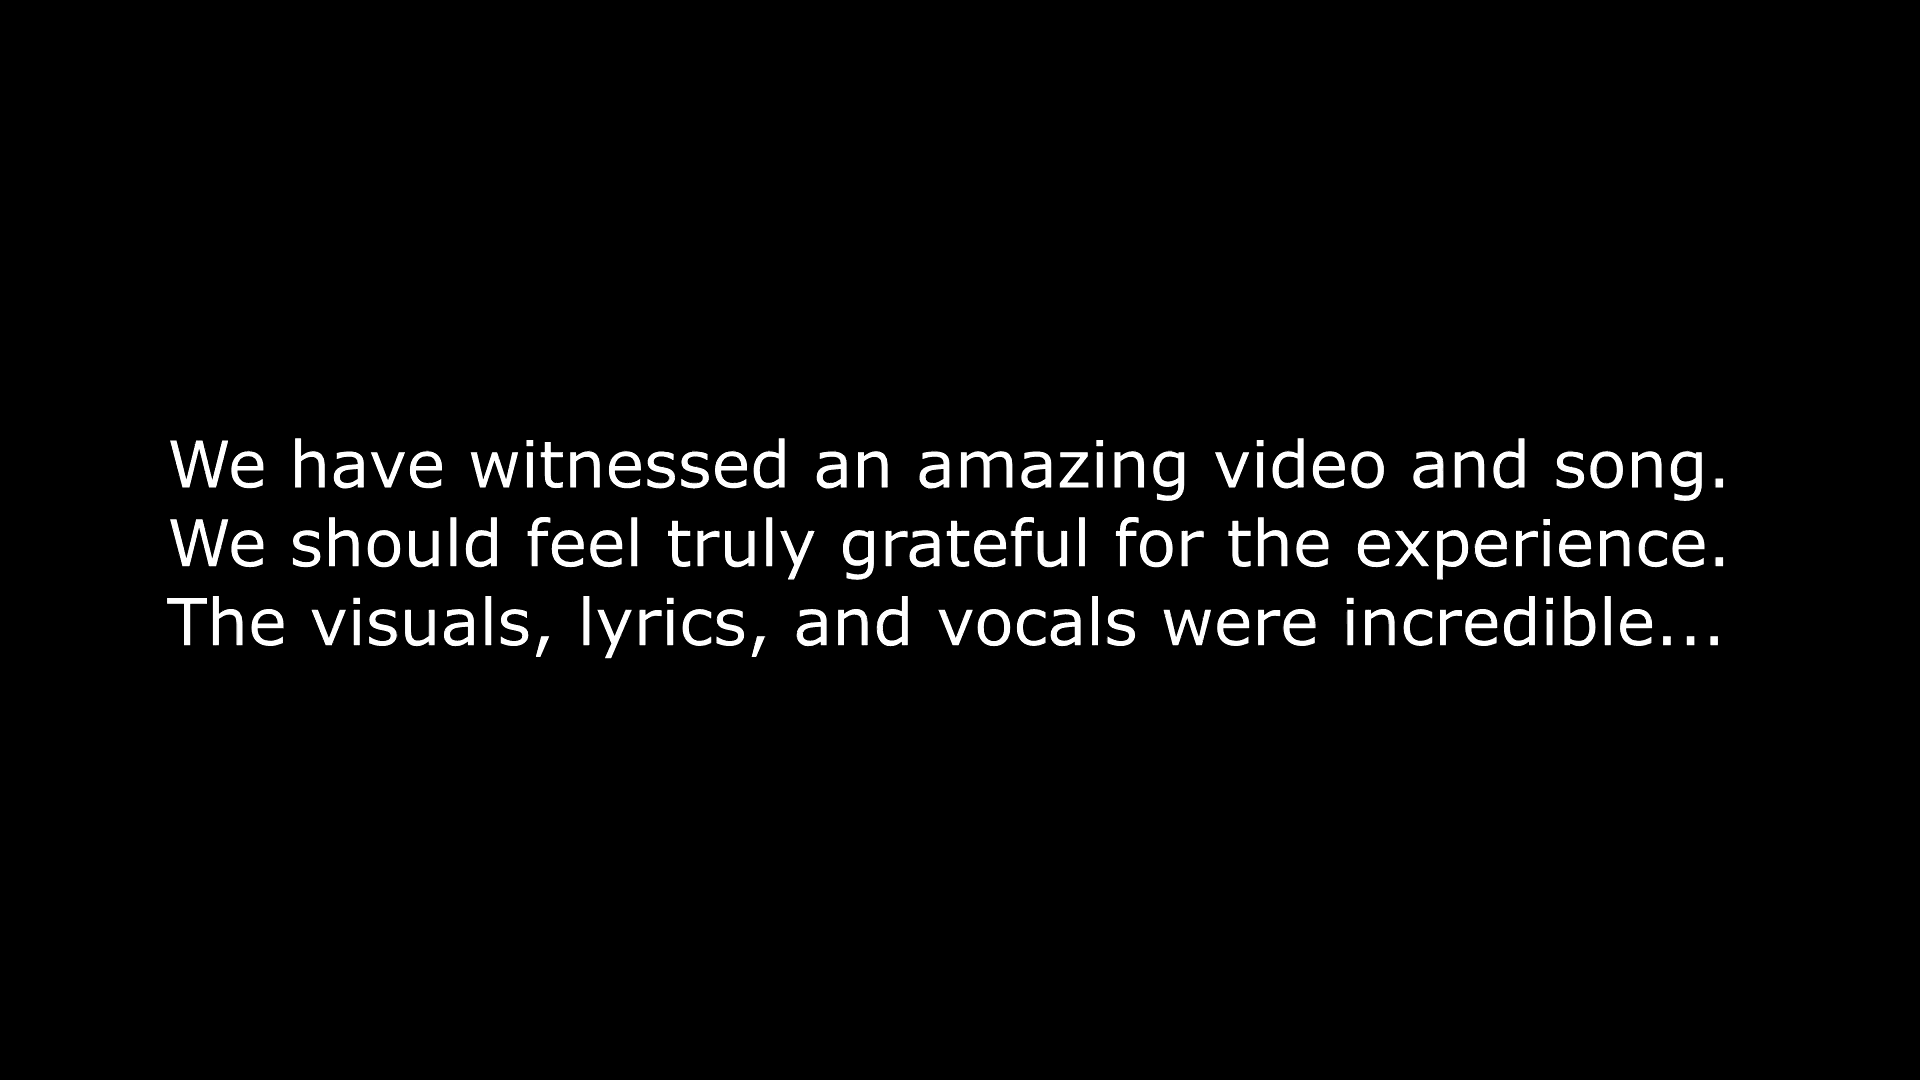 We have witnessed an amazing video and song.
We should feel truly grateful for the experience.
The visuals, lyrics, and vocals were incredible...